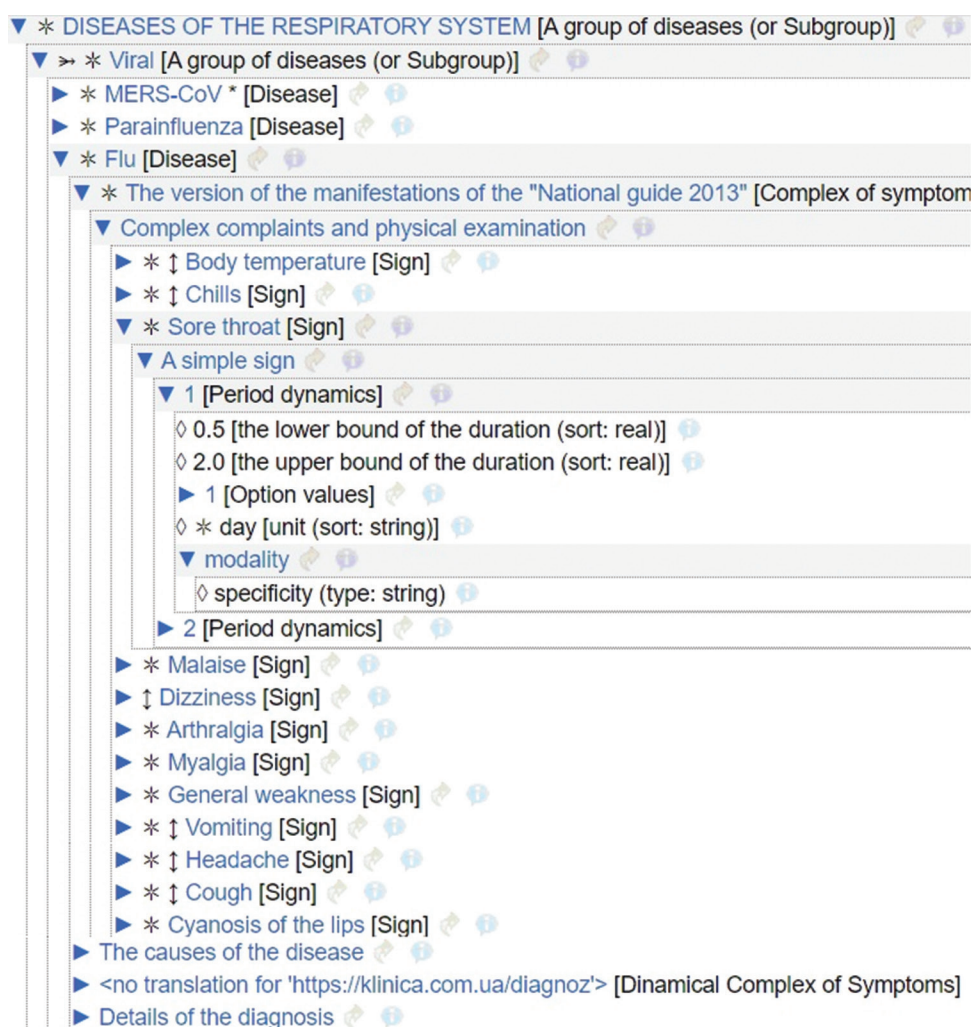 ▼ * DISEASES OF THE RESPIRATORY SYSTEM [A group of diseases (or Subgroup)]
▼ ↣ * Viral [A group of diseases (or Subgroup)]
▶ * MERS-CoV * [Disease]
▶ * Parainfluenza [Disease]
▼ * Flu [Disease]
▼ * The version of the manifestations of the "National guide 2013" [Complex of symptom
▼ Complex complaints and physical examination
▶ * ↕ Body temperature [Sign]
▶ * ↕ Chills [Sign]
▼ * Sore throat [Sign]
▼ A simple sign
▼ 1 [Period dynamics]
◊ 0.5 [the lower bound of the duration (sort: real)]
◊ 2.0 [the upper bound of the duration (sort: real)]
▶ 1 [Option values]
◊ * day [unit (sort: string)]
▼ modality
◊ specificity (type: string)
▶ 2 [Period dynamics]
▶ * Malaise [Sign]
▶ ↕ Dizziness [Sign]
▶ * Arthralgia [Sign]
▶ * Myalgia [Sign]
▶ * General weakness [Sign]
▶ * ↕ Vomiting [Sign]
▶ * ↕ Headache [Sign]
▶ * ↕ Cough [Sign]
▶ * Cyanosis of the lips [Sign]
▶ The causes of the disease
▶ <no translation for 'https://klinica.com.ua/diagnoz'> [Dinamical Complex of Symptoms]
▶ Details of the diagnosis